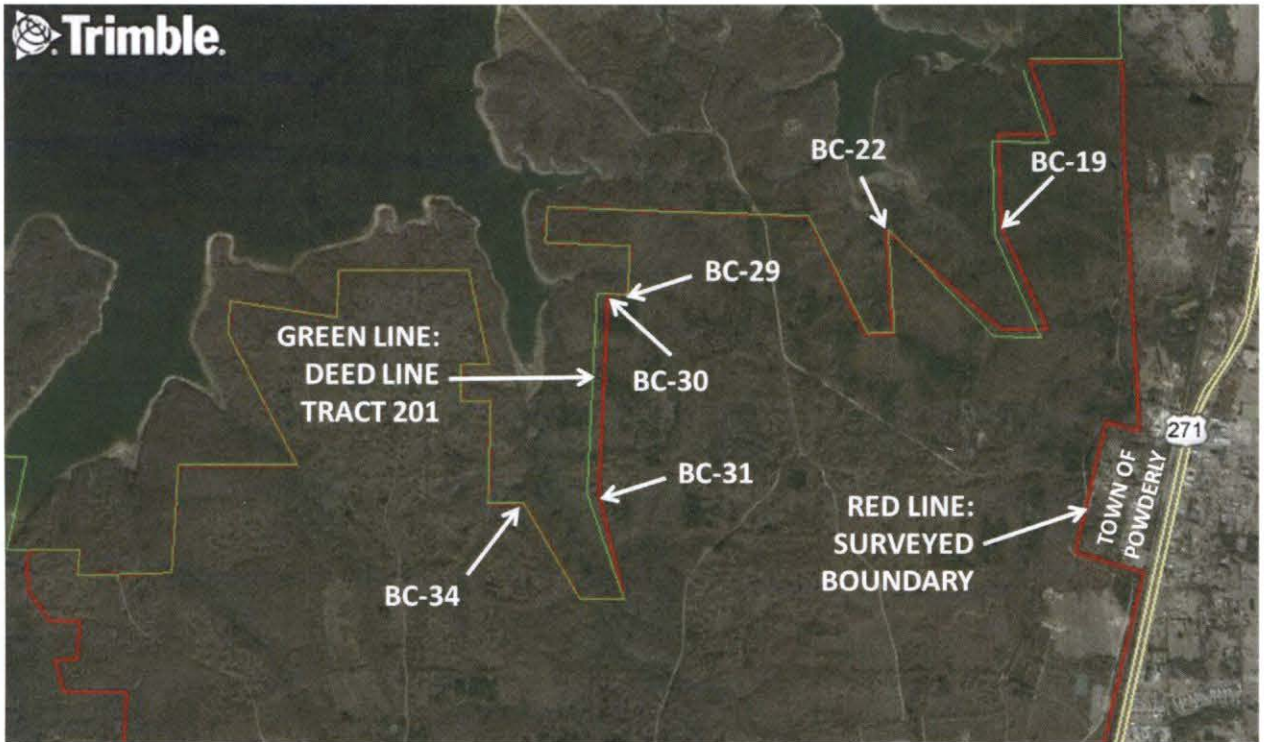 Trimble.
BC-22
BC-19
BC-29
GREEN LINE:
DEED LINE
TRACT 201
BC-30
BC-31
271
TOWN OF
POWDERLY
RED LINE:
SURVEYED
BOUNDARY
BC-34